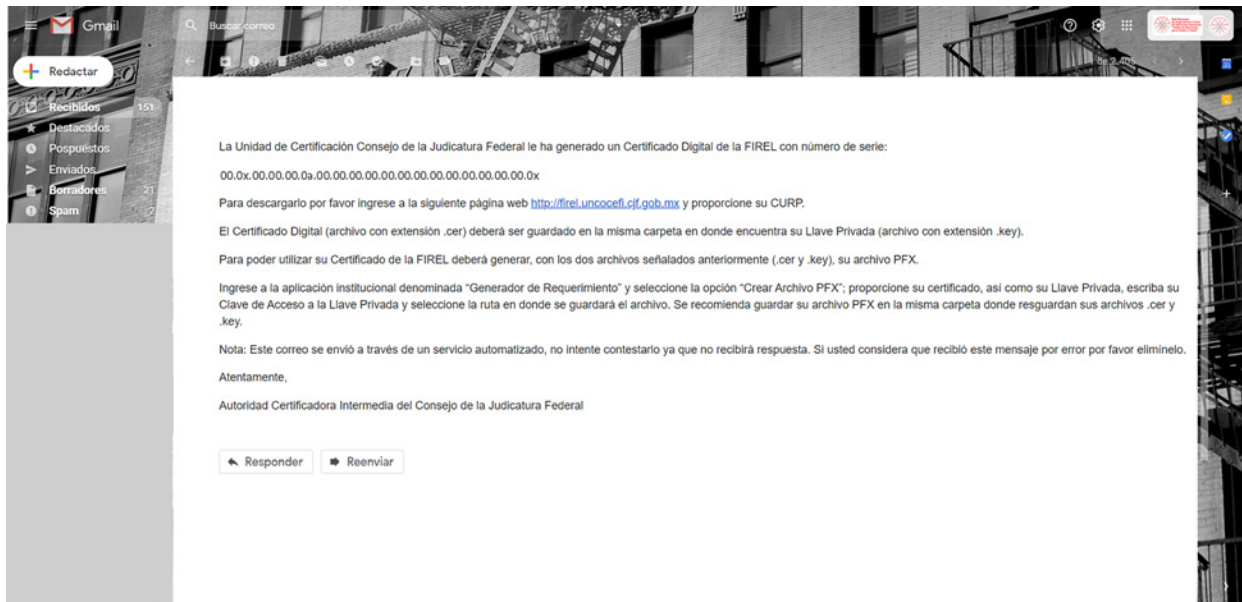 Gmail
Buscar correo
Redactar
de 2.405
Recibidos 151
Destacados
Pospuestos
Enviados
Borradores 21
Spam 2
La Unidad de Certificación Consejo de la Judicatura Federal le ha generado un Certificado Digital de la FIREL con número de serie:
00.0x.00.00.00.0a.00.00.00.00.00.00.00.00.00.00.00.00.00.0x
Para descargarlo por favor ingrese a la siguiente página web http://firel.uncocefi.cjf.gob.mx y proporcione su CURP.
El Certificado Digital (archivo con extensión .cer) deberá ser guardado en la misma carpeta en donde encuentra su Llave Privada (archivo con extensión .key).
Para poder utilizar su Certificado de la FIREL deberá generar, con los dos archivos señalados anteriormente (.cer y .key), su archivo PFX.
Ingrese a la aplicación institucional denominada “Generador de Requerimiento” y seleccione la opción “Crear Archivo PFX”; proporcione su certificado, así como su Llave Privada, escriba su
Clave de Acceso a la Llave Privada y seleccione la ruta en donde se guardará el archivo. Se recomienda guardar su archivo PFX en la misma carpeta donde resguardan sus archivos .cer y
.key.
Nota: Este correo se envió a través de un servicio automatizado, no intente contestarlo ya que no recibirá respuesta. Si usted considera que recibió este mensaje por error por favor elimínelo.
Atentamente,
Autoridad Certificadora Intermedia del Consejo de la Judicatura Federal
Responder
Reenviar